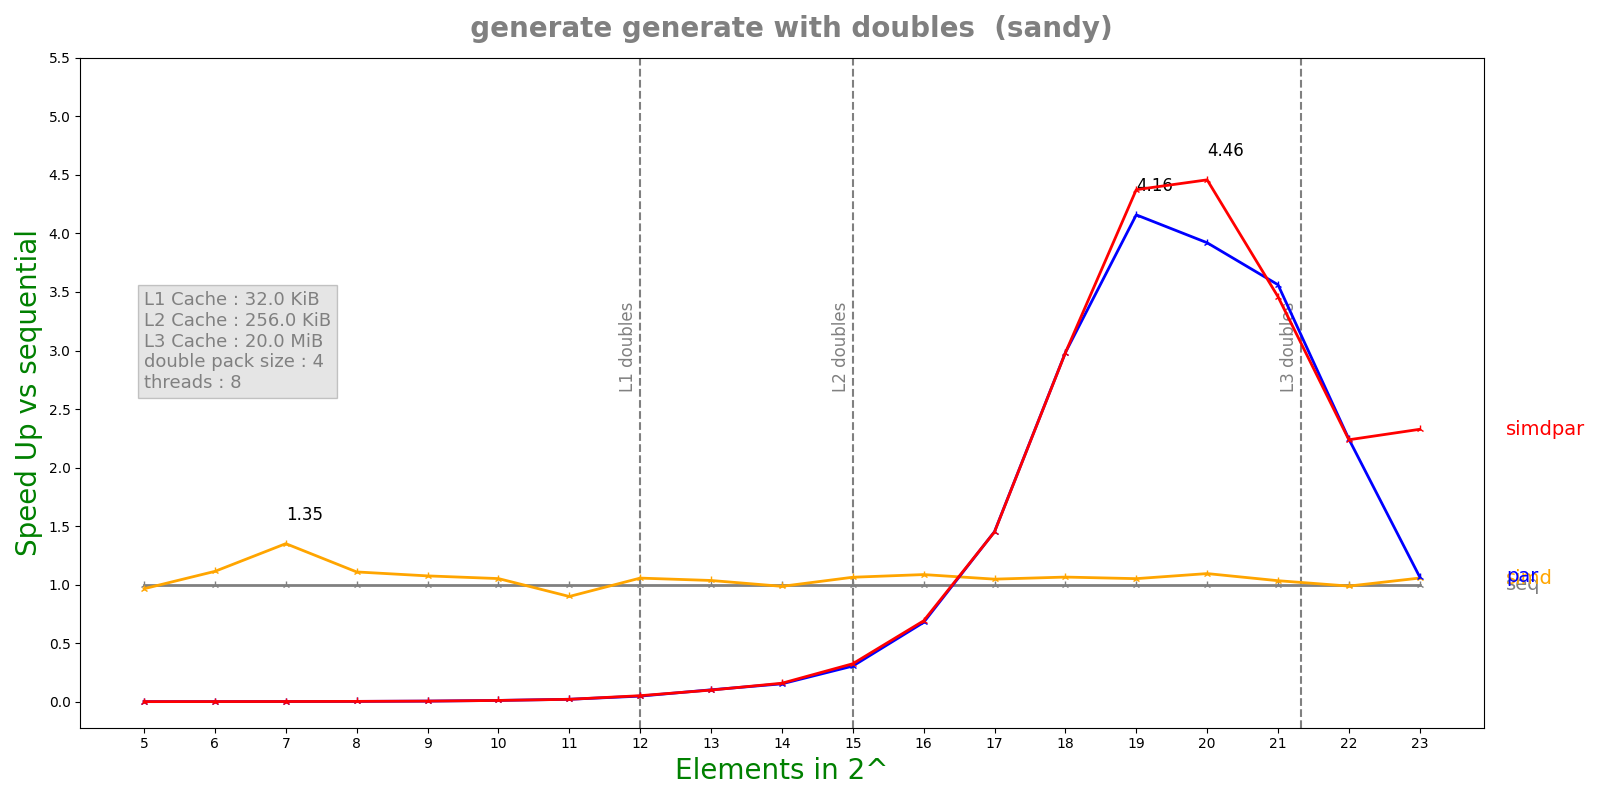 generate generate with doubles (sandy)
5.5
5.0
4.5
4.0
3.5
3.0
2.5
2.0
1.5
1.0
0.5
0.0
Speed Up vs sequential
L1 Cache : 32.0 KiB
L2 Cache : 256.0 KiB
L3 Cache : 20.0 MiB
double pack size : 4
threads : 8
1.35
4.16
4.46
L1 doubles
L2 doubles
L3 doubles
simdpar
par
simd
seq
5 6 7 8 9 10 11 12 13 14 15 16 17 18 19 20 21 22 23
Elements in 2^